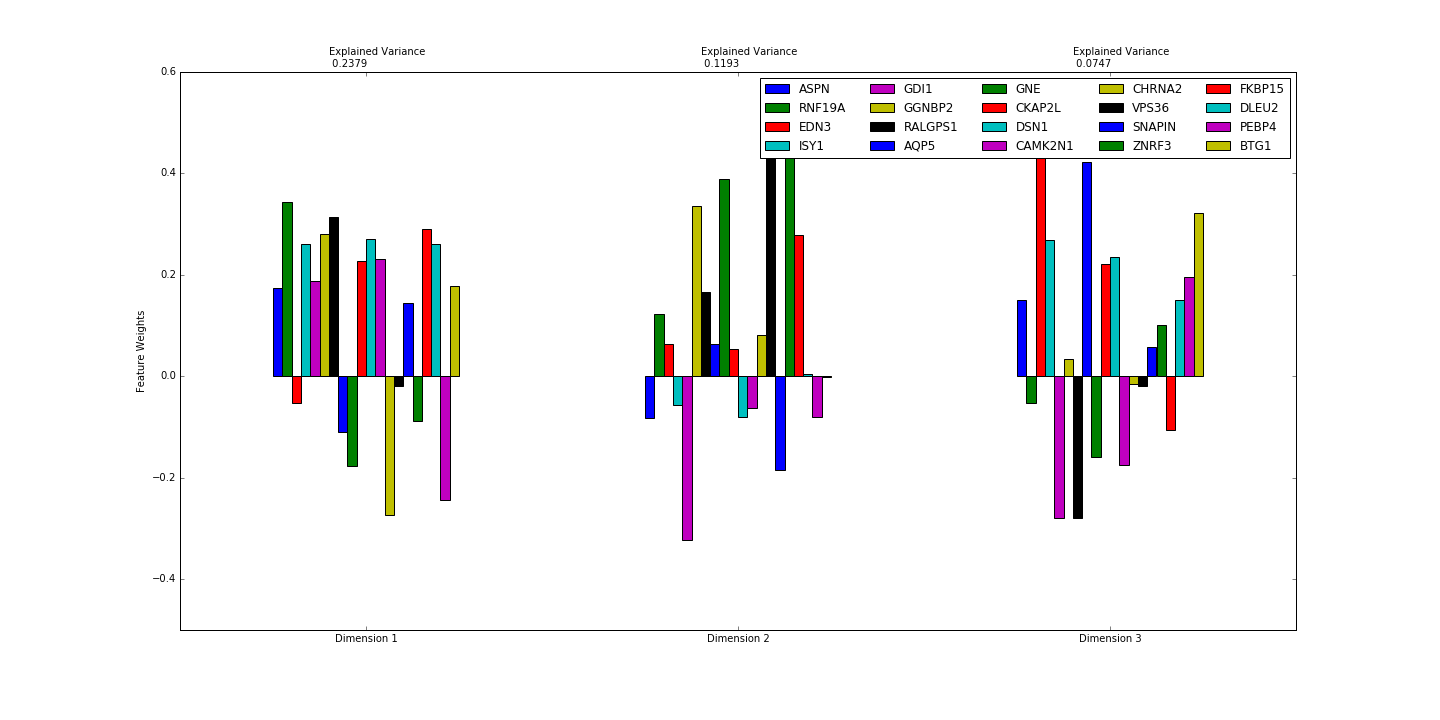 Explained Variance
0.2379
Explained Variance
0.1193
Explained Variance
0.0747
0.6
0.4
0.2
0.0
−0.2
−0.4
Feature Weights
ASPN
RNF19A
EDN3
ISY1
GDI1
GGNBP2
RALGPS1
AQP5
GNE
CKAP2L
DSN1
CAMK2N1
CHRNA2
VPS36
SNAPIN
ZNRF3
FKBP15
DLEU2
PEBP4
BTG1
Dimension 1
Dimension 2
Dimension 3